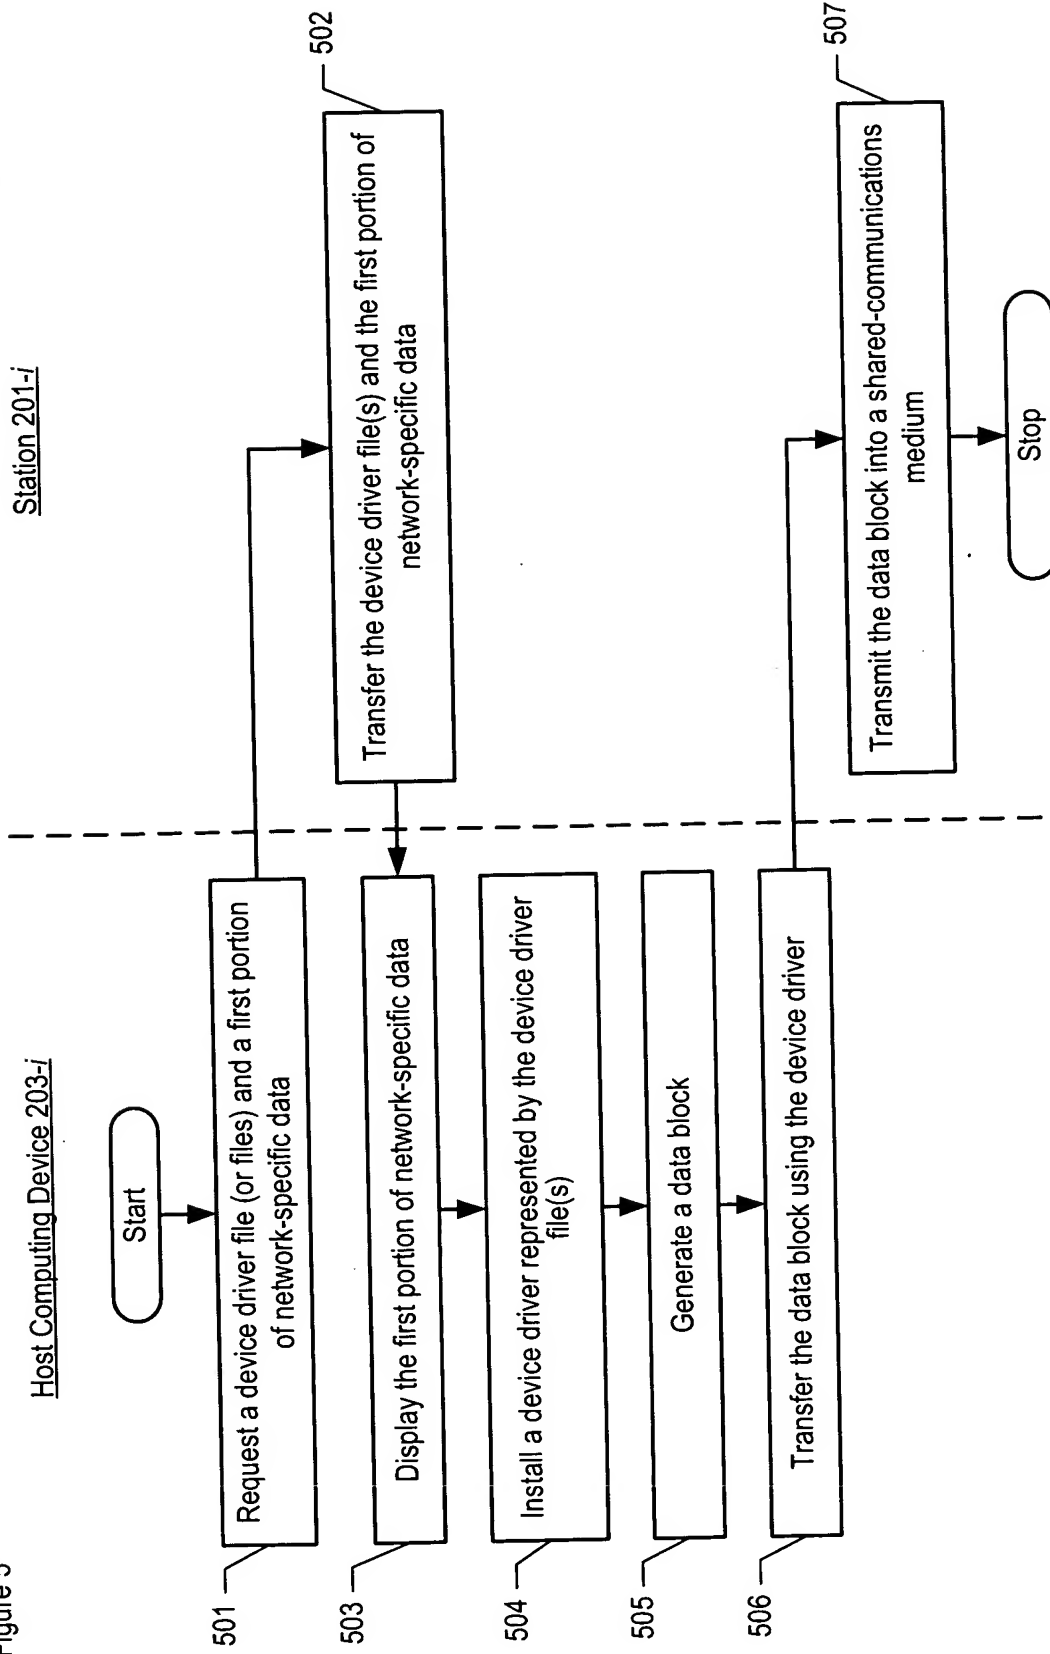 Figure 5
Host Computing Device 203-i
Station 201-i
Start
501
Request a device driver file (or files) and a first portion
of network-specific data
502
Transfer the device driver file(s) and the first portion of
network-specific data
503
Display the first portion of network-specific data
504
Install a device driver represented by the device driver
file(s)
505
Generate a data block
506
Transfer the data block using the device driver
507
Transmit the data block into a shared-communications
medium
Stop